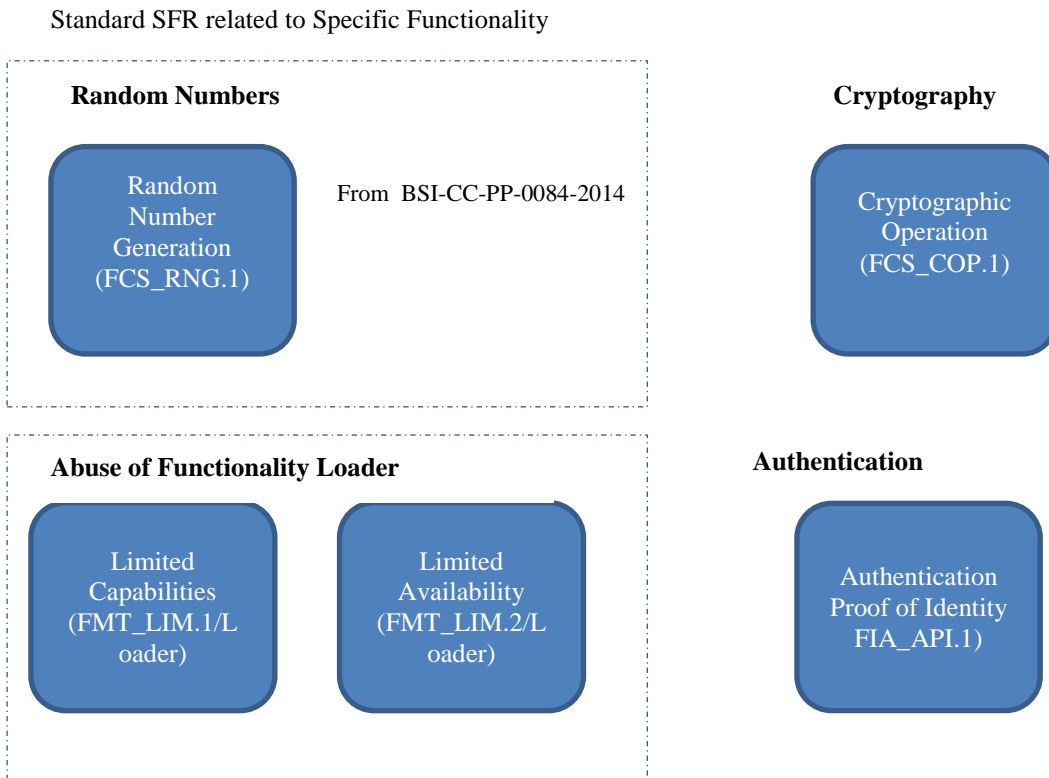 Standard SFR related to Specific Functionality
Random Numbers
Random
Number
Generation
(FCS_RNG.1)
From BSI-CC-PP-0084-2014
Cryptography
Cryptographic
Operation
(FCS_COP.1)
Abuse of Functionality Loader
Limited
Capabilities
(FMT_LIM.1/L
oader)
Limited
Availability
(FMT_LIM.2/L
oader)
Authentication
Authentication
Proof of Identity
FIA_API.1)